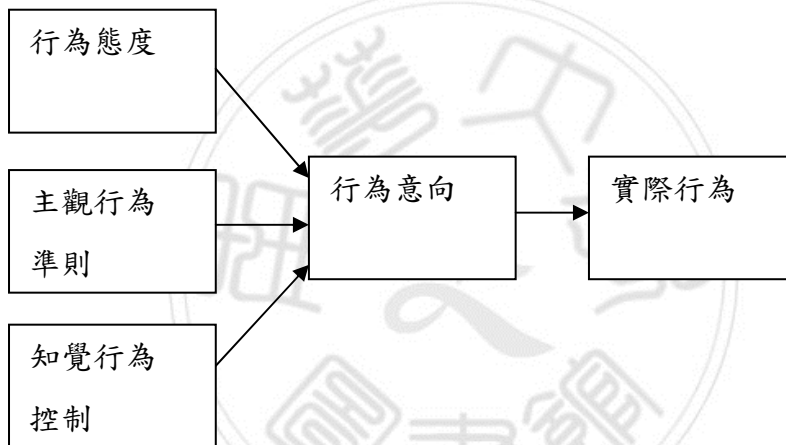 行為態度
主觀行為
準則
行為意向
實際行為
知覺行為
控制